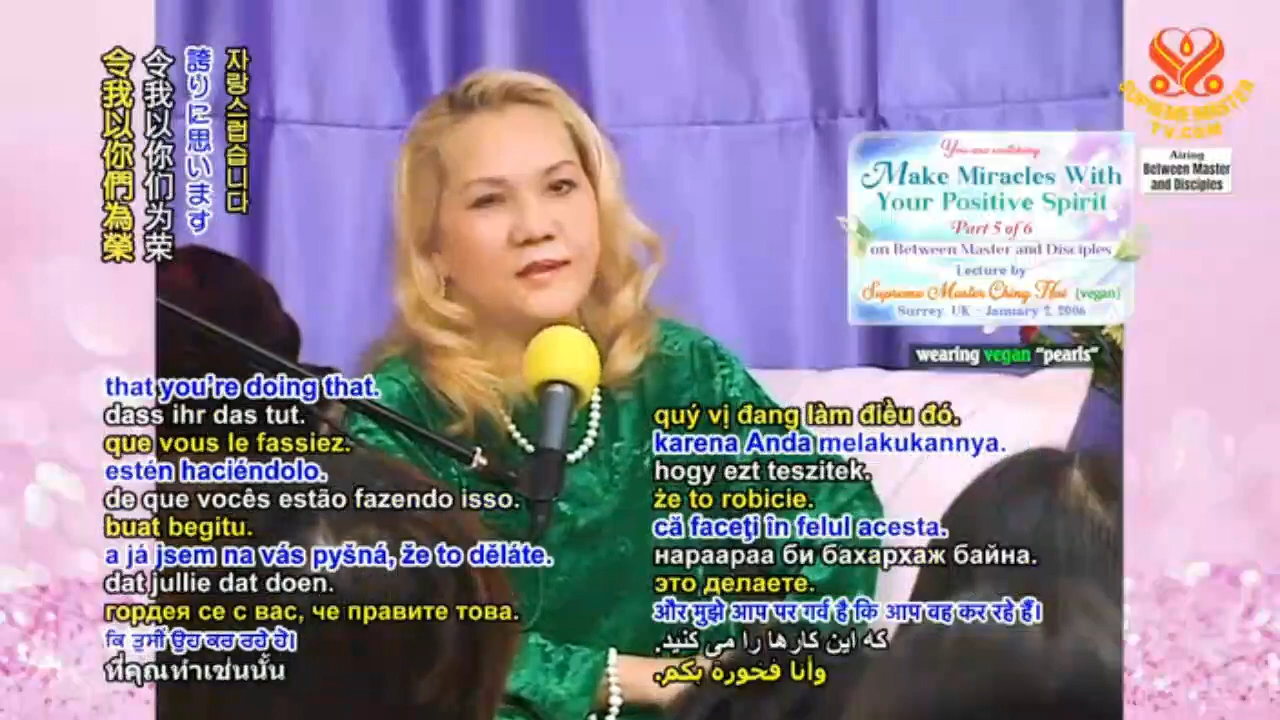 令我以你們為榮
令我以你们为荣
誇りに思います
자랑스럽습니다
SUPREME MASTER
TV.COM
Airing
Between Master
and Disciples
You are watching
Make Miracles With
Your Positive Spirit
Part 5 of 6
on Between Master and Disciples
Lecture by
Supreme Master Ching Hai (vegan)
Surrey, UK - January 2, 2006
wearing vegan "pearls"
that you're doing that.
dass ihr das tut.
que vous le fassiez.
estén haciéndolo.
de que vocês estão fazendo isso.
buat begitu.
a já jsem na vás pyšná, že to děláte.
dat jullie dat doen.
гордея се с вас, че правите това.
ਕਿ ਤੁਸੀਂ ਉਹ ਕਰ ਰਹੇ ਹੋ।
ที่คุณทำเช่นนั้น
quý vị đang làm điều đó.
karena Anda melakukannya.
hogy ezt teszitek.
że to robicie.
că faceţi în felul acesta.
нараараа би бахархаж байна.
это делаете.
और मुझे आप पर गर्व है कि आप वह कर रहे हैं।
که این کارها را می کنید.
وأنا فخورة بكم.